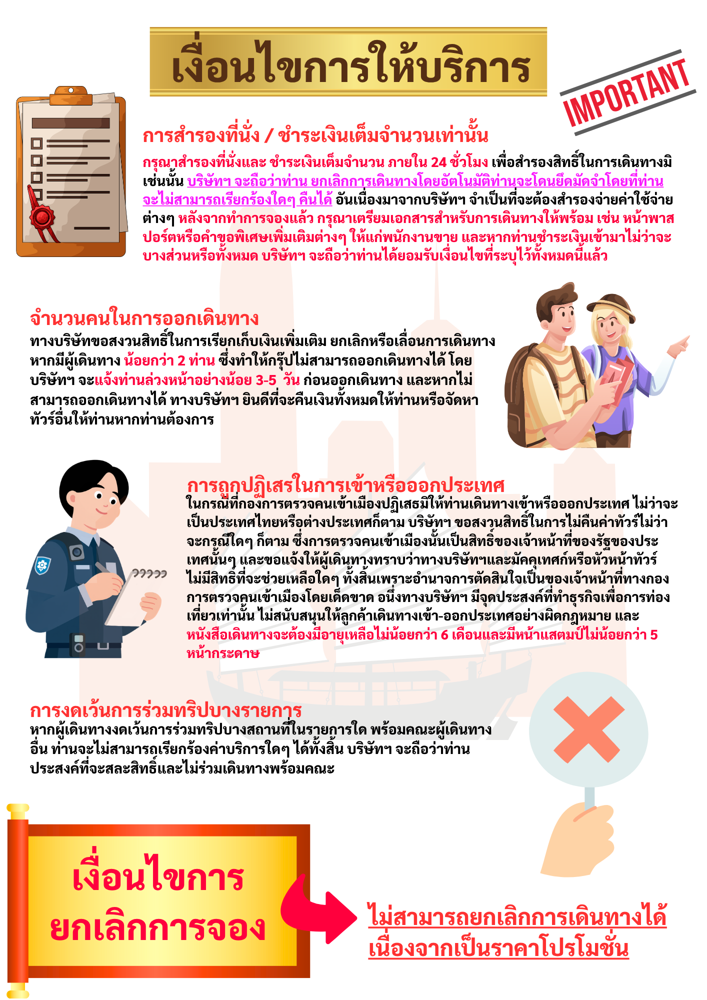 เงื่อนไขการให้บริการ
IMPORTANT
การสำรองที่นั่ง / ชำระเงินเต็มจำนวนเท่านั้น
กรุณาสำรองที่นั่งและ ชำระเงินเต็มจำนวน ภายใน 24 ชั่วโมง เพื่อสำรองสิทธิ์ในการเดินทางมิ
เช่นนั้น บริษัทฯ จะถือว่าท่าน ยกเลิกการเดินทางโดยอัตโนมัติท่านจะโดนยึดมัดจำโดยที่ท่าน
จะไม่สามารถเรียกร้องใดๆ คืนได้ อันเนื่องมาจากบริษัทฯ จำเป็นที่จะต้องสำรองจ่ายค่าใช้จ่าย
ต่างๆ หลังจากทำการจองแล้ว กรุณาเตรียมเอกสารสำหรับการเดินทางให้พร้อม เช่น หน้าพาส
ปอร์ตหรือคำขอพิเศษเพิ่มเติมต่างๆ ให้แก่พนักงานขาย และหากท่านชำระเงินเข้ามาไม่ว่าจะ
บางส่วนหรือทั้งหมด บริษัทฯ จะถือว่าท่านได้ยอมรับเงื่อนไขที่ระบุไว้ทั้งหมดนี้แล้ว
จำนวนคนในการออกเดินทาง
ทางบริษัทขอสงวนสิทธิ์ในการเรียกเก็บเงินเพิ่มเติม ยกเลิกหรือเลื่อนการเดินทาง
หากมีผู้เดินทาง น้อยกว่า 2 ท่าน ซึ่งทำให้กรุ๊ปไม่สามารถออกเดินทางได้ โดย
บริษัทฯ จะแจ้งท่านล่วงหน้าอย่างน้อย 3-5 วัน ก่อนออกเดินทาง และหากไม่
สามารถออกเดินทางได้ ทางบริษัทฯ ยินดีที่จะคืนเงินทั้งหมดให้ท่านหรือจัดหา
ทัวร์อื่นให้ท่านหากท่านต้องการ
การถูกปฏิเสรในการเข้าหรือออกประเทศ
ในกรณีที่กองการตรวจคนเข้าเมืองปฏิเสธมิให้ท่านเดินทางเข้าหรือออกประเทศ ไม่ว่าจะ
เป็นประเทศไทยหรือต่างประเทศก็ตาม บริษัทฯ ขอสงวนสิทธิ์ในการไม่คืนค่าทัวร์ไม่ว่า
จะกรณีใดๆ ก็ตาม ซึ่งการตรวจคนเข้าเมืองนั้นเป็นสิทธิ์ของเจ้าหน้าที่ของรัฐของประ
เทศนั้นๆ และขอแจ้งให้ผู้เดินทางทราบว่าทางบริษัทฯและมัคคุเทศก์หรือหัวหน้าทัวร์
ไม่มีสิทธิ์ที่จะช่วยเหลือใดๆ ทั้งสิ้นเพราะอำนาจการตัดสินใจเป็นของเจ้าหน้าที่ทางกอง
การตรวจคนเข้าเมืองโดยเด็ดขาด อนึ่งทางบริษัทฯ มีจุดประสงค์ที่ทำธุรกิจเพื่อการท่อง
เที่ยวเท่านั้น ไม่สนับสนุนให้ลูกค้าเดินทางเข้า-ออกประเทศอย่างผิดกฎหมาย และ
หนังสือเดินทางจะต้องมีอายุเหลือไม่น้อยกว่า 6 เดือนและมีหน้าแสตมป์ไม่น้อยกว่า 5
หน้ากระดาษ
การงดเว้นการร่วมทริปบางรายการ
หากผู้เดินทางงดเว้นการร่วมทริปบางสถานที่ในรายการใด พร้อมคณะผู้เดินทาง
อื่น ท่านจะไม่สามารถเรียกร้องค่าบริการใดๆ ได้ทั้งสิ้น บริษัทฯ จะถือว่าท่าน
ประสงค์ที่จะสละสิทธิ์และไม่ร่วมเดินทางพร้อมคณะ
เงื่อนไขการ
ยกเลิกการจอง
ไม่สามารถยกเลิกการเดินทางได้
เนื่องจากเป็นราคาโปรโมชั่น